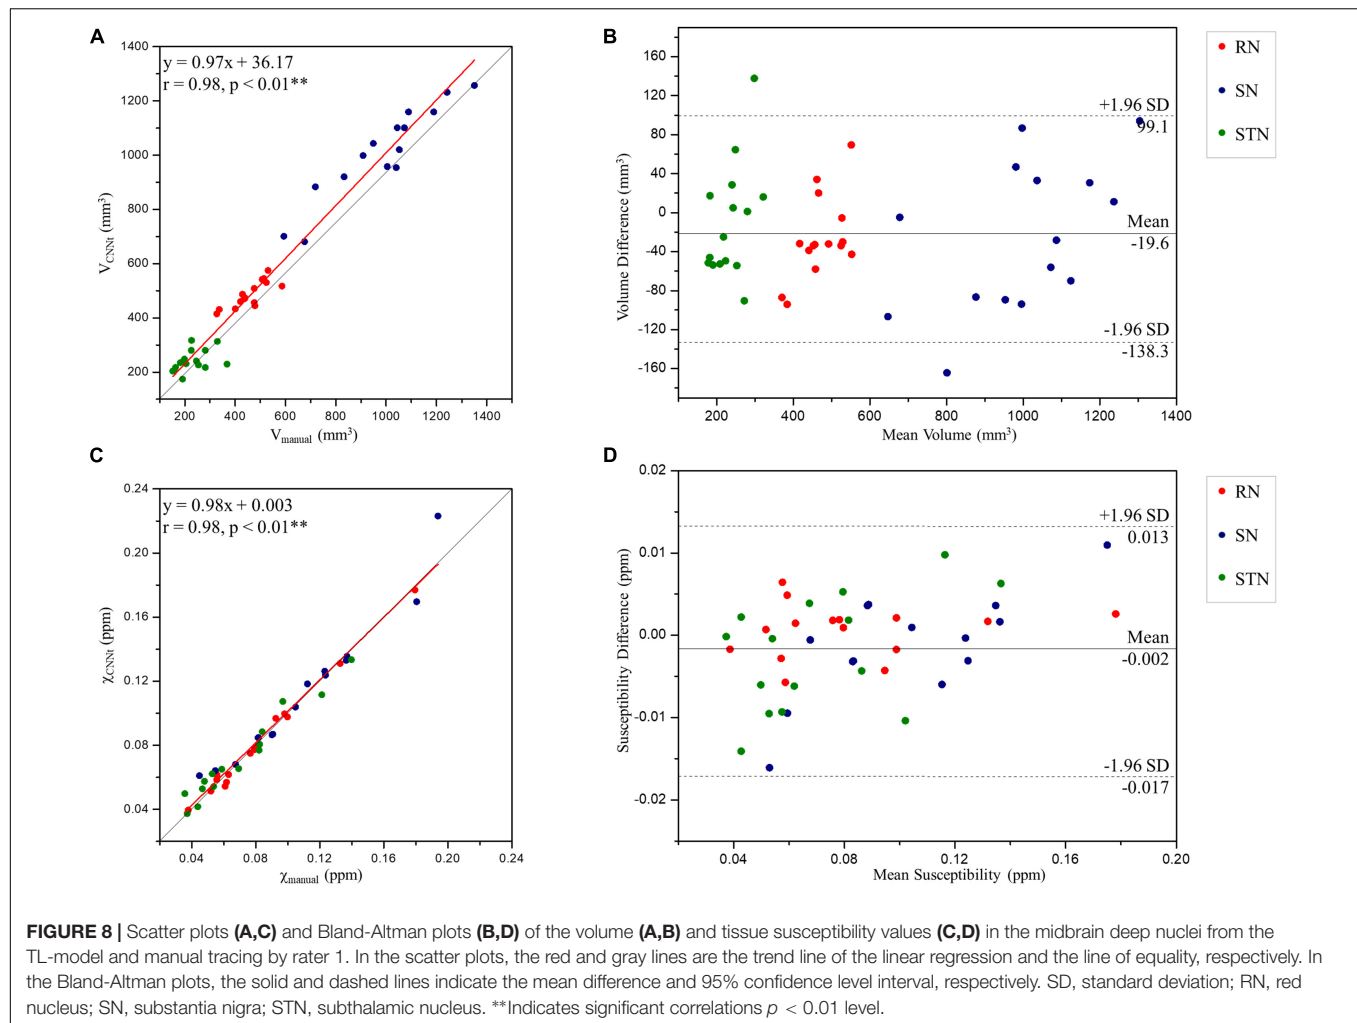 A
y = 0.97x + 36.17
r = 0.98, p < 0.01**
1400
1200
1000
800
600
400
200
V_CNNt (mm³)
200 400 600 800 1000 1200 1400
V_manual (mm³)
B
160
120
80
40
0
-40
-80
-120
-160
Volume Difference (mm³)
+1.96 SD
99.1
Mean
-19.6
-1.96 SD
-138.3
200 400 600 800 1000 1200 1400
Mean Volume (mm³)
RN
SN
STN
C
y = 0.98x + 0.003
r = 0.98, p < 0.01**
0.24
0.20
0.16
0.12
0.08
0.04
χ_CNNt (ppm)
0.04 0.08 0.12 0.16 0.20 0.24
χ_manual (ppm)
D
0.02
0.01
0.00
-0.01
-0.02
Susceptibility Difference (ppm)
+1.96 SD
0.013
Mean
-0.002
-1.96 SD
-0.017
0.04 0.08 0.12 0.16 0.20
Mean Susceptibility (ppm)
RN
SN
STN
FIGURE 8 | Scatter plots (A,C) and Bland-Altman plots (B,D) of the volume (A,B) and tissue susceptibility values (C,D) in the midbrain deep nuclei from the
TL-model and manual tracing by rater 1. In the scatter plots, the red and gray lines are the trend line of the linear regression and the line of equality, respectively. In
the Bland-Altman plots, the solid and dashed lines indicate the mean difference and 95% confidence level interval, respectively. SD, standard deviation; RN, red
nucleus; SN, substantia nigra; STN, subthalamic nucleus. **Indicates significant correlations p < 0.01 level.